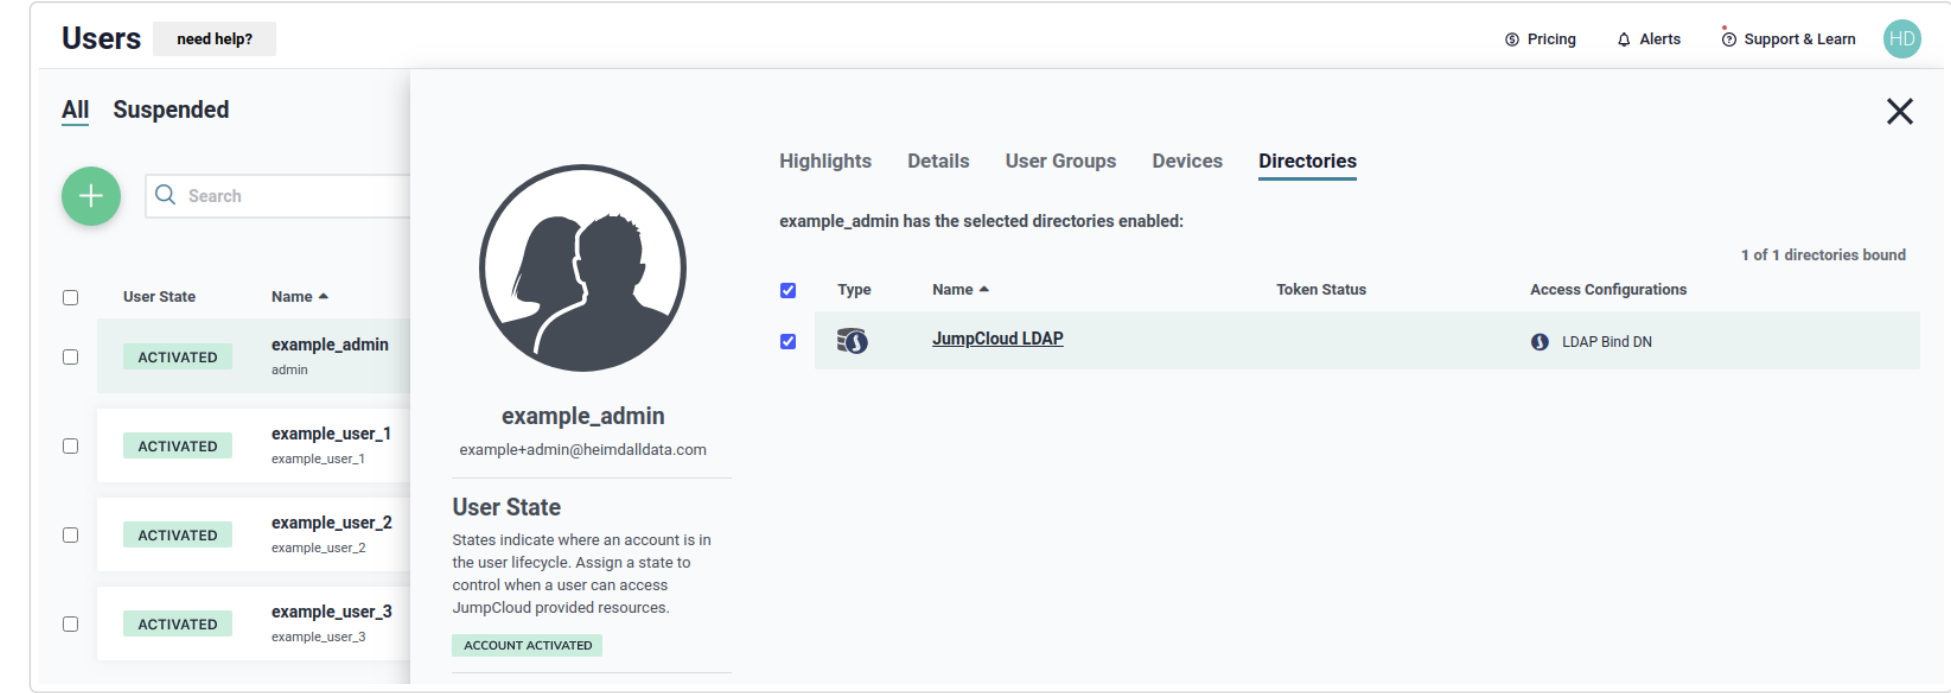 Users need help? Pricing Alerts Support & Learn HD
All Suspended
Search
User State Name
ACTIVATED example_admin
admin
ACTIVATED example_user_1
example_user_1
ACTIVATED example_user_2
example_user_2
ACTIVATED example_user_3
example_user_3
example_admin
example+admin@heimdalldata.com
User State
States indicate where an account is in
the user lifecycle. Assign a state to
control when a user can access
JumpCloud provided resources.
ACCOUNT ACTIVATED
Highlights Details User Groups Devices Directories
example_admin has the selected directories enabled:
1 of 1 directories bound
Type Name Token Status Access Configurations
JumpCloud LDAP LDAP Bind DN